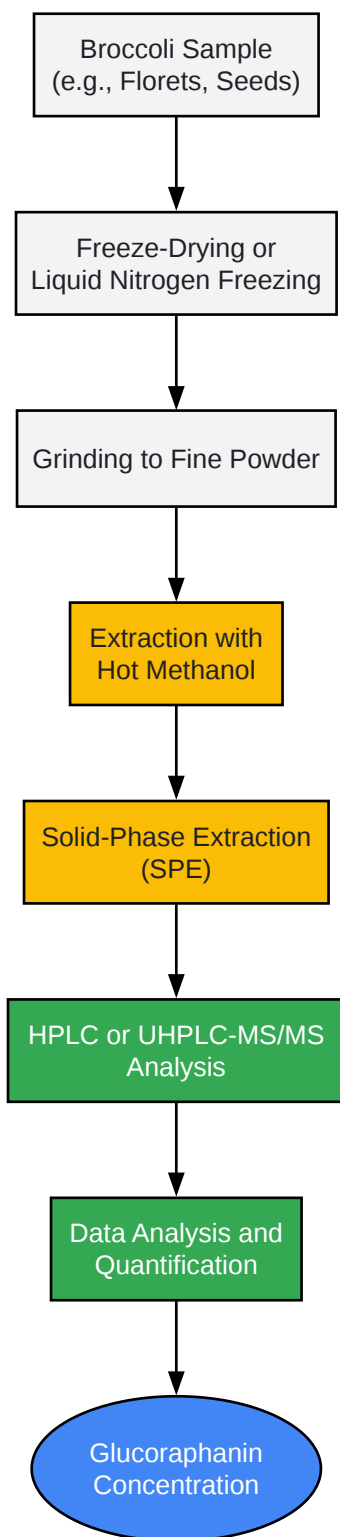 Broccoli Sample
(e.g., Florets, Seeds)
Freeze-Drying or
Liquid Nitrogen Freezing
Grinding to Fine Powder
Extraction with
Hot Methanol
Solid-Phase Extraction
(SPE)
HPLC or UHPLC-MS/MS
Analysis
Data Analysis and
Quantification
Glucoraphanin
Concentration